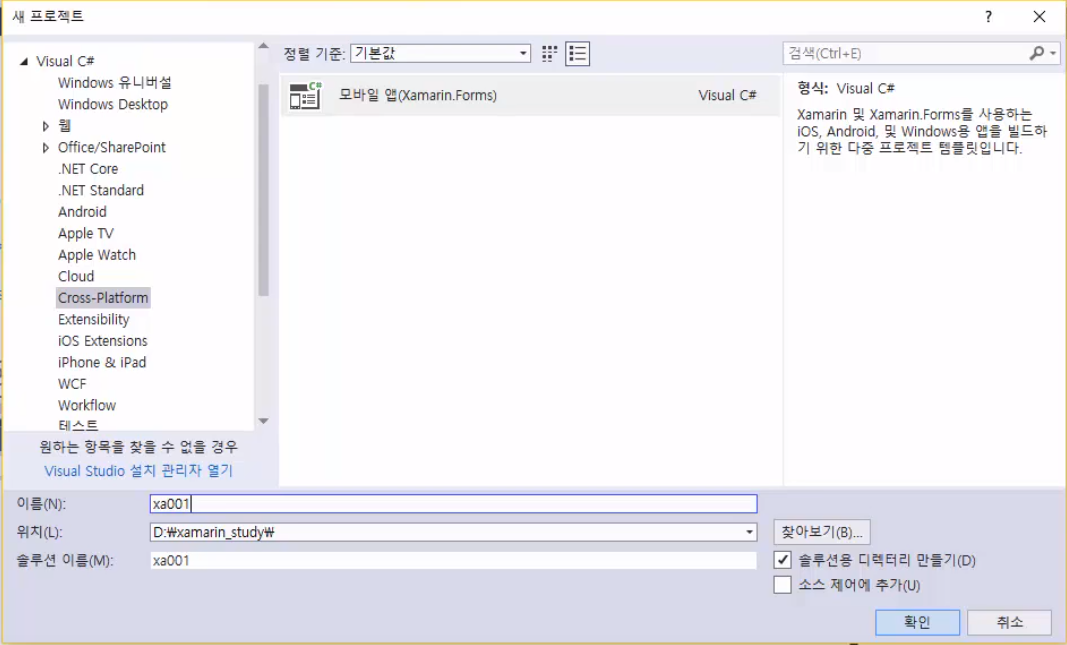 새 프로젝트
?
Visual C#
Windows 유니버설
Windows Desktop
웹
Office/SharePoint
.NET Core
.NET Standard
Android
Apple TV
Apple Watch
Cloud
Cross-Platform
Extensibility
iOS Extensions
iPhone & iPad
WCF
Workflow
테스트
원하는 항목을 찾을 수 없을 경우
Visual Studio 설치 관리자 열기
정렬 기준: 기본값
C#
모바일 앱(Xamarin.Forms) Visual C#
검색(Ctrl+E)
형식: Visual C#
Xamarin 및 Xamarin.Forms를 사용하는
iOS, Android, 및 Windows용 앱을 빌드하
기 위한 다중 프로젝트 템플릿입니다.
이름(N): xa001
위치(L): D:₩xamarin_study₩ 찾아보기(B)...
솔루션 이름(M): xa001 솔루션용 디렉터리 만들기(D)
소스 제어에 추가(U)
확인 취소